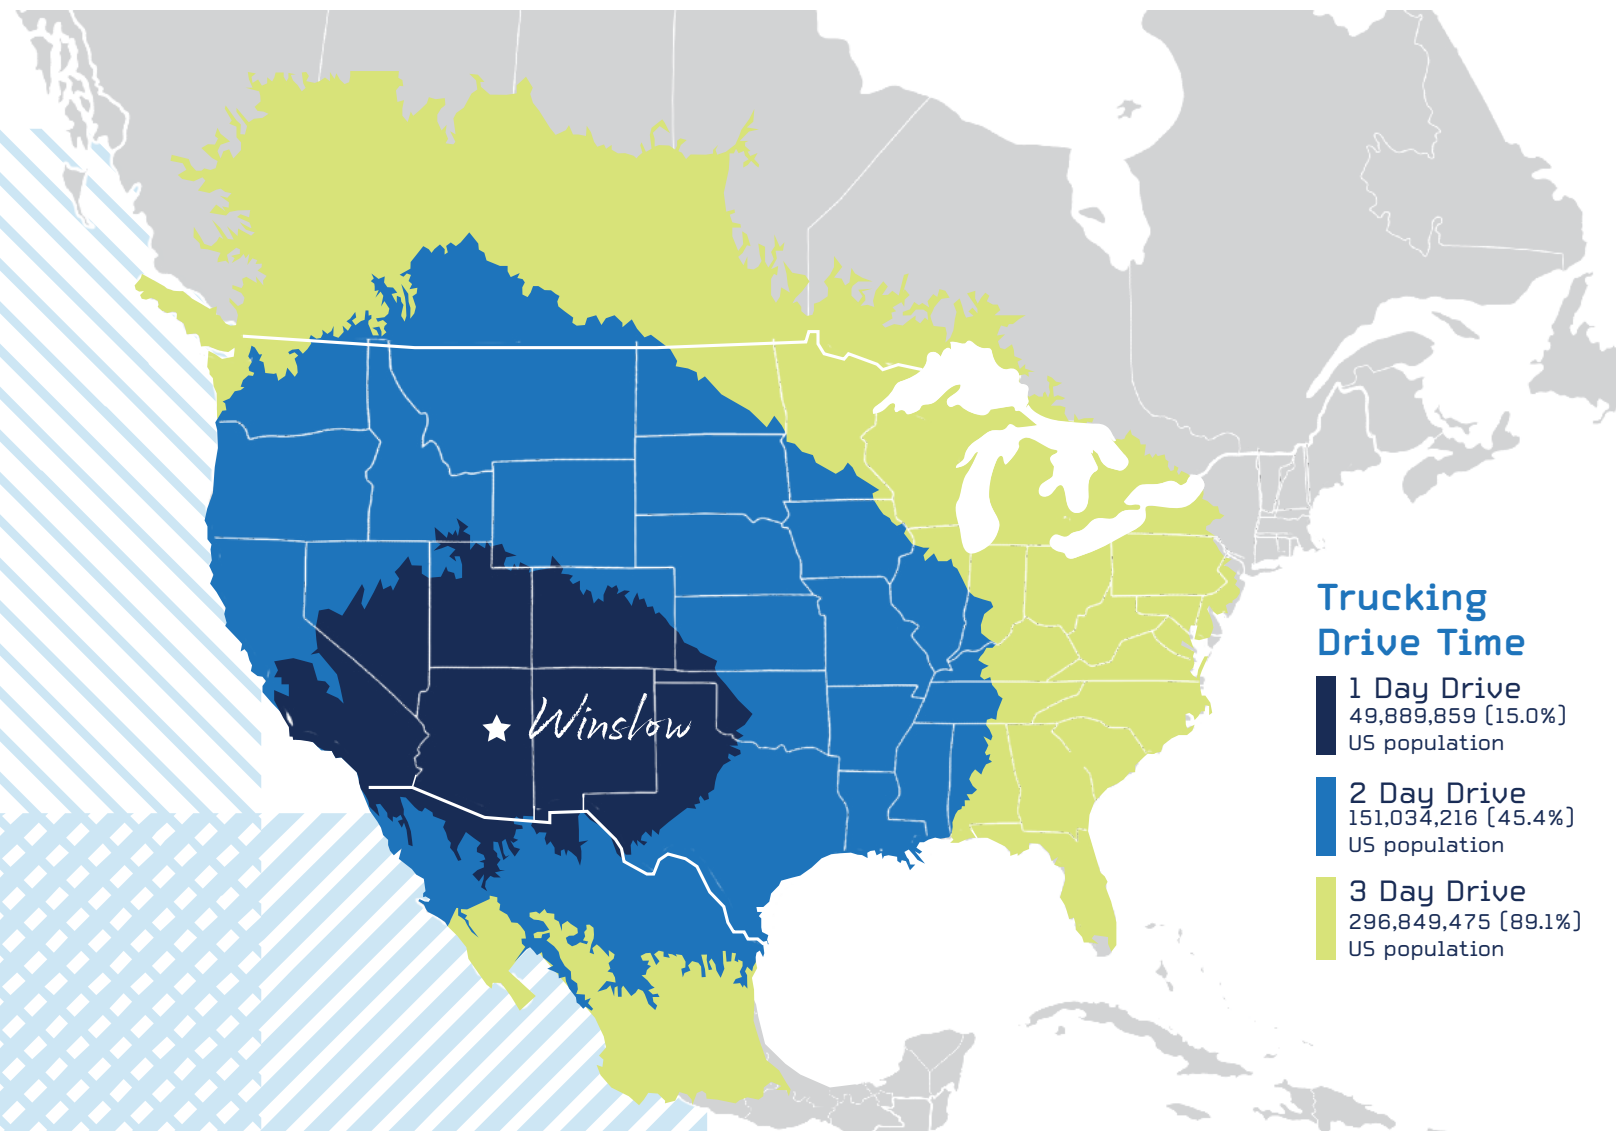 Winslow
Trucking
Drive Time
1 Day Drive
49,889,859 (15.0%)
US population
2 Day Drive
151,034,216 (45.4%)
US population
3 Day Drive
296,849,475 (89.1%)
US population